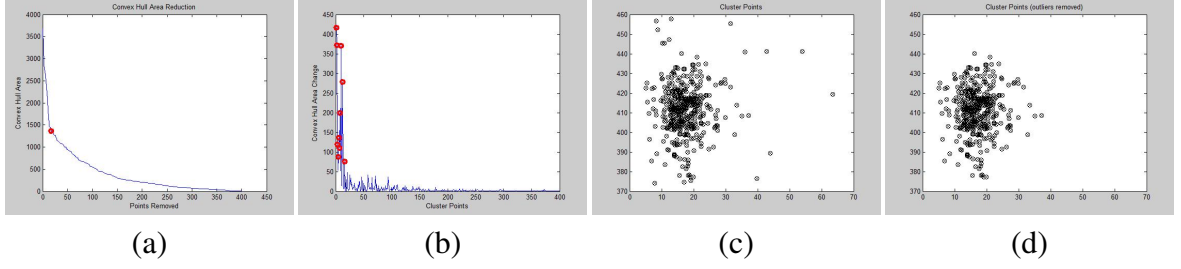 Convex Hull Area Reduction
Convex Hull Area
4000
3500
3000
2500
2000
1500
1000
500
0
0 50 100 150 200 250 300 350 400 450
Points Removed
(a)
Convex Hull Area Change
450
400
350
300
250
200
150
100
50
0
0 50 100 150 200 250 300 350 400
Cluster Points
(b)
Cluster Points
460
450
440
430
420
410
400
390
380
370
0 10 20 30 40 50 60 70
(c)
Cluster Points (outliers removed)
460
450
440
430
420
410
400
390
380
370
0 10 20 30 40 50 60 70
(d)